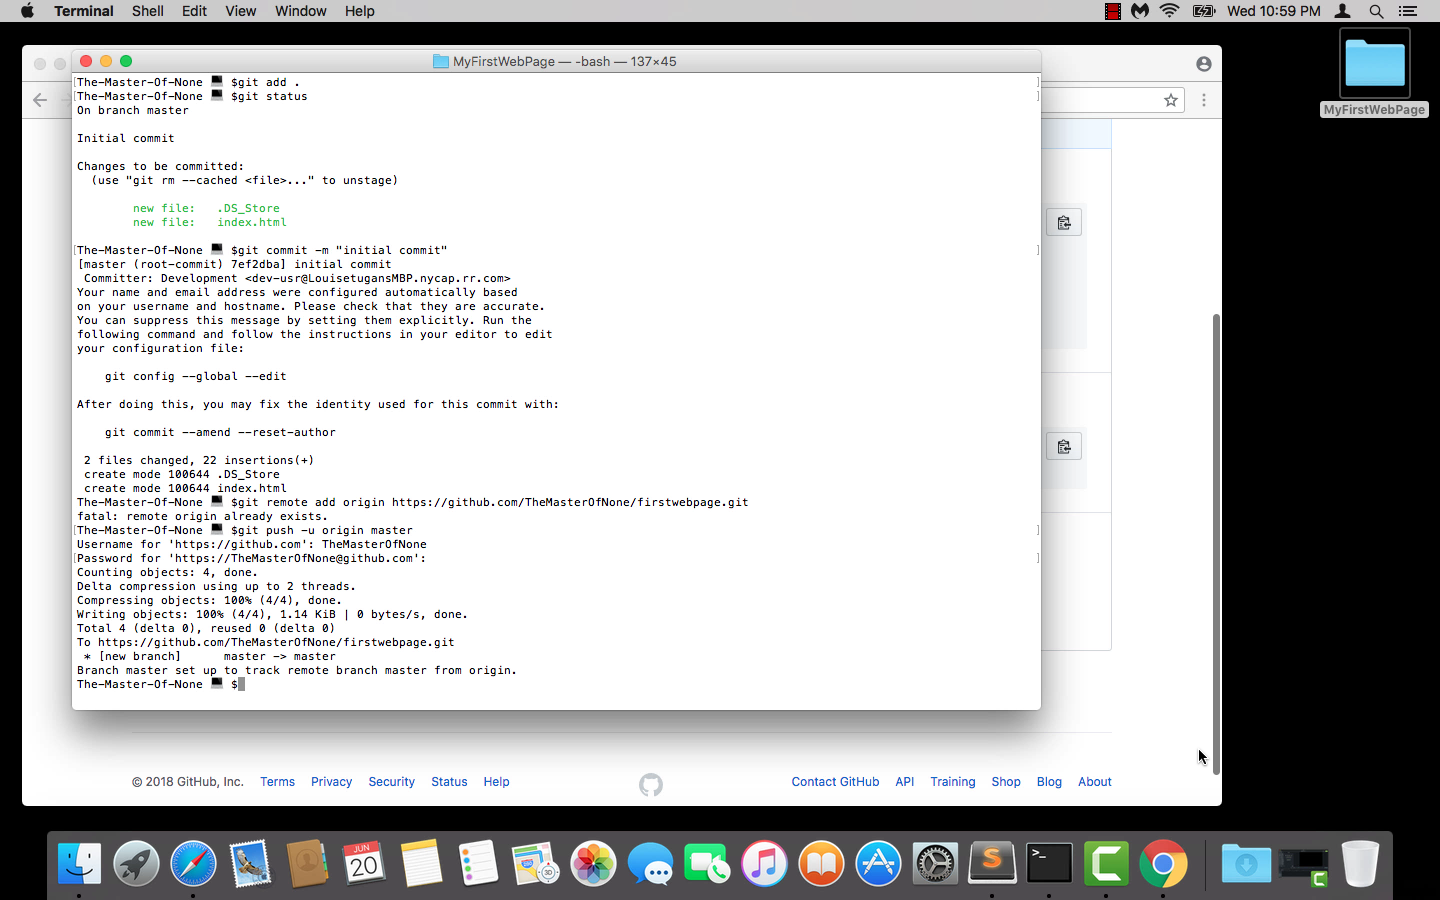 Terminal Shell Edit View Window Help Wed 10:59 PM
MyFirstWebPage — -bash — 137×45
MyFirstWebPage
[The-Master-Of-None 💻 $git add . ]
[The-Master-Of-None 💻 $git status ]
On branch master
Initial commit
Changes to be committed:
(use "git rm --cached <file>..." to unstage)
new file: .DS_Store
new file: index.html
[The-Master-Of-None 💻 $git commit -m "initial commit" ]
[master (root-commit) 7ef2dba] initial commit
Committer: Development <dev-usr@LouisetugansMBP.nycap.rr.com>
Your name and email address were configured automatically based
on your username and hostname. Please check that they are accurate.
You can suppress this message by setting them explicitly. Run the
following command and follow the instructions in your editor to edit
your configuration file:
git config --global --edit
After doing this, you may fix the identity used for this commit with:
git commit --amend --reset-author
2 files changed, 22 insertions(+)
create mode 100644 .DS_Store
create mode 100644 index.html
The-Master-Of-None 💻 $git remote add origin https://github.com/TheMasterOfNone/firstwebpage.git
fatal: remote origin already exists.
[The-Master-Of-None 💻 $git push -u origin master ]
Username for 'https://github.com': TheMasterOfNone
[Password for 'https://TheMasterOfNone@github.com': ]
Counting objects: 4, done.
Delta compression using up to 2 threads.
Compressing objects: 100% (4/4), done.
Writing objects: 100% (4/4), 1.14 KiB | 0 bytes/s, done.
Total 4 (delta 0), reused 0 (delta 0)
To https://github.com/TheMasterOfNone/firstwebpage.git
* [new branch] master -> master
Branch master set up to track remote branch master from origin.
The-Master-Of-None 💻 $
© 2018 GitHub, Inc. Terms Privacy Security Status Help Contact GitHub API Training Shop Blog About
JUN
20
3D
S
>_
C